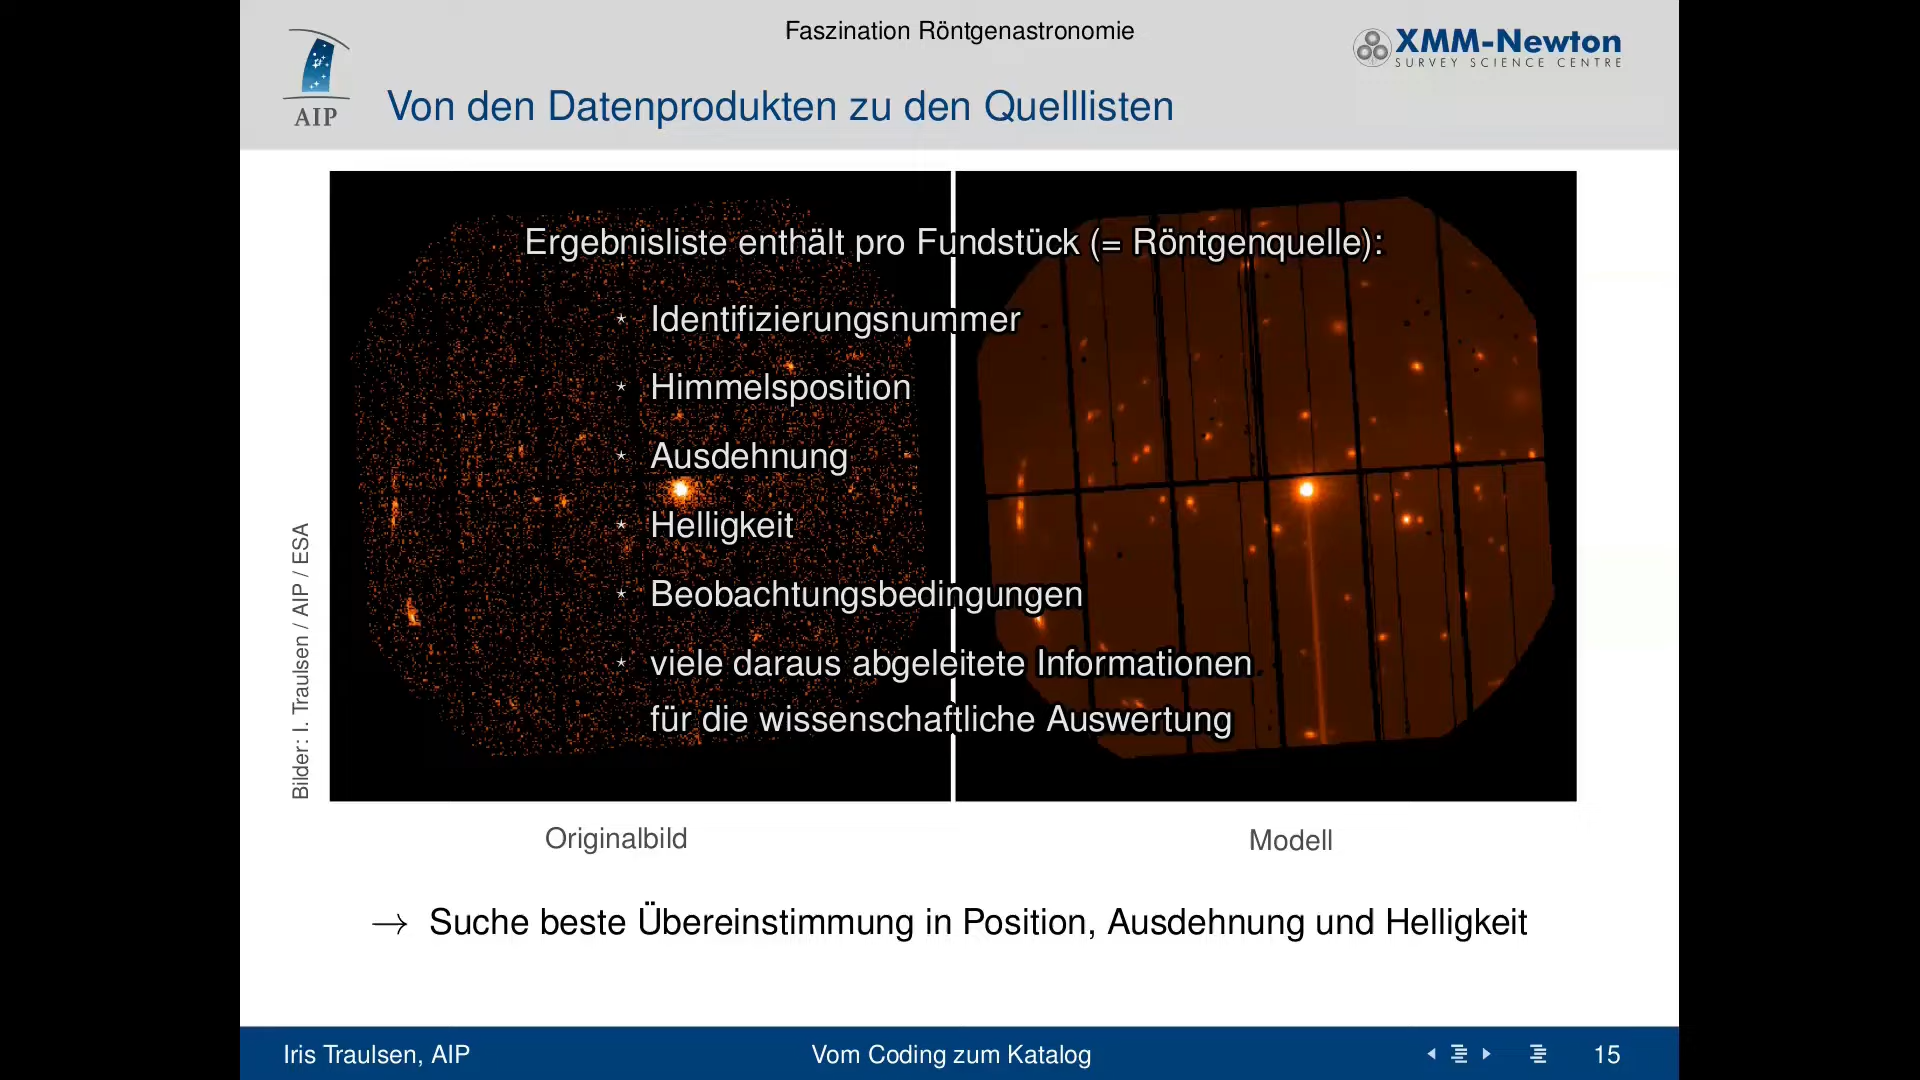 Faszination Röntgenastronomie
XMM-Newton
SURVEY SCIENCE CENTRE
AIP
Von den Datenprodukten zu den Quelllisten
Ergebnisliste enthält pro Fundstück (= Röntgenquelle):
* Identifizierungsnummer
* Himmelsposition
* Ausdehnung
* Helligkeit
* Beobachtungsbedingungen
* viele daraus abgeleitete Informationen
für die wissenschaftliche Auswertung
Bilder: I. Traulsen / AIP / ESA
Originalbild
Modell
→ Suche beste Übereinstimmung in Position, Ausdehnung und Helligkeit
Iris Traulsen, AIP
Vom Coding zum Katalog
15